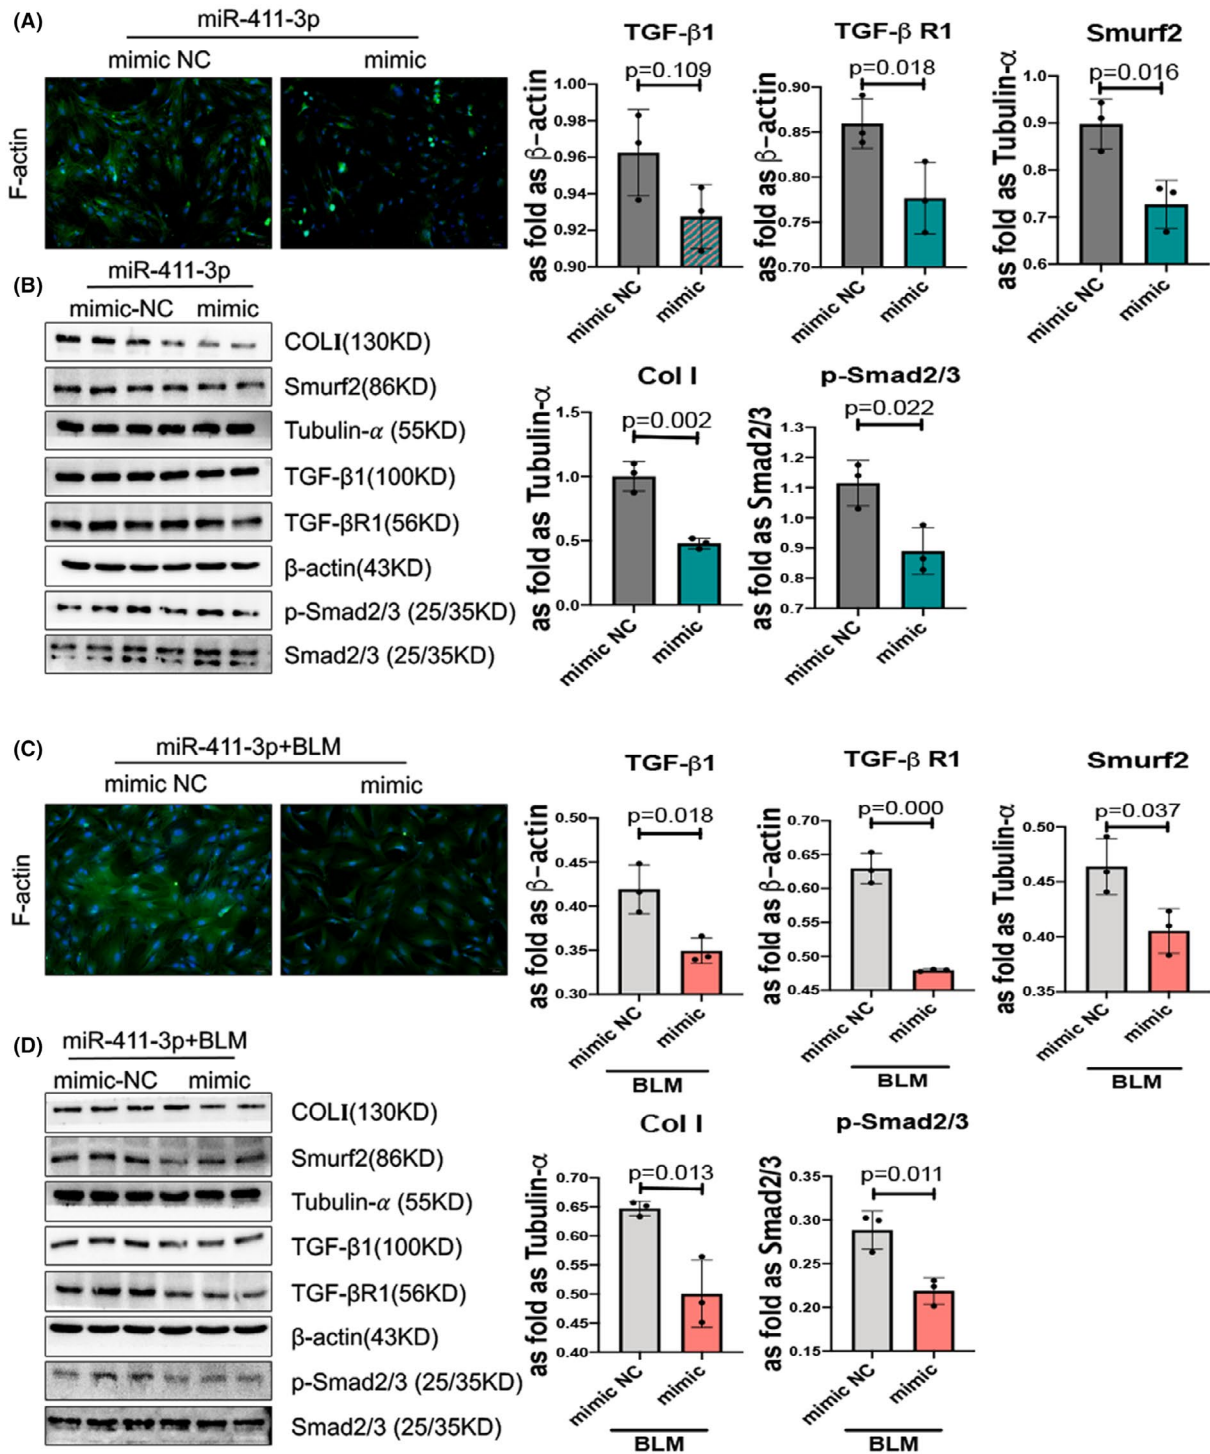 (A)
miR-411-3p
mimic NC
mimic
F-actin
TGF-β1
as fold as β-actin
p=0.109
1.00
0.98
0.96
0.94
0.92
0.90
mimic NC
mimic
TGF-β R1
as fold as β-actin
p=0.018
0.90
0.85
0.80
0.75
0.70
mimic NC
mimic
Smurf2
as fold as Tubulin-α
p=0.016
1.0
0.9
0.8
0.7
0.6
mimic NC
mimic
(B)
miR-411-3p
mimic-NC
mimic
COLI(130KD)
Smurf2(86KD)
Tubulin-α (55KD)
TGF-β1(100KD)
TGF-βR1(56KD)
β-actin(43KD)
p-Smad2/3 (25/35KD)
Smad2/3 (25/35KD)
Col I
as fold as Tubulin-α
p=0.002
1.5
1.0
0.5
0.0
mimic NC
mimic
p-Smad2/3
as fold as Smad2/3
p=0.022
1.3
1.2
1.1
1.0
0.9
0.8
0.7
mimic NC
mimic
(C)
miR-411-3p+BLM
mimic NC
mimic
F-actin
TGF-β1
as fold as β-actin
p=0.018
0.50
0.45
0.40
0.35
0.30
mimic NC
mimic
BLM
TGF-β R1
as fold as β-actin
p=0.000
0.70
0.65
0.60
0.55
0.50
0.45
mimic NC
mimic
BLM
Smurf2
as fold as Tubulin-α
p=0.037
0.50
0.45
0.40
0.35
mimic NC
mimic
BLM
(D)
miR-411-3p+BLM
mimic-NC
mimic
COLI(130KD)
Smurf2(86KD)
Tubulin-α (55KD)
TGF-β1(100KD)
TGF-βR1(56KD)
β-actin(43KD)
p-Smad2/3 (25/35KD)
Smad2/3 (25/35KD)
Col I
as fold as Tubulin-α
p=0.013
0.70
0.65
0.60
0.55
0.50
0.45
0.40
mimic NC
mimic
BLM
p-Smad2/3
as fold as Smad2/3
p=0.011
0.35
0.30
0.25
0.20
0.15
mimic NC
mimic
BLM